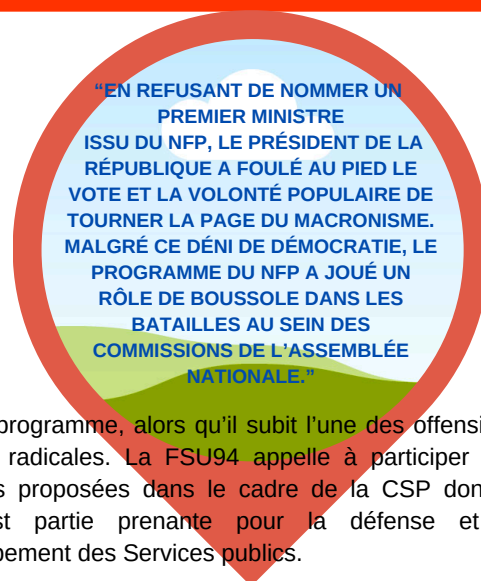 “EN REFUSANT DE NOMMER UN
PREMIER MINISTRE
ISSU DU NFP, LE PRÉSIDENT DE LA
RÉPUBLIQUE A FOULÉ AU PIED LE
VOTE ET LA VOLONTÉ POPULAIRE DE
TOURNER LA PAGE DU MACRONISME.
MALGRÉ CE DÉNI DE DÉMOCRATIE, LE
PROGRAMME DU NFP A JOUÉ UN
RÔLE DE BOUSSOLE DANS LES
BATAILLES AU SEIN DES
COMMISSIONS DE L’ASSEMBLÉE
NATIONALE.”
programme, alors qu’il subit l’une des offensi
radicales. La FSU94 appelle à participer
s proposées dans le cadre de la CSP don
st partie prenante pour la défense et
pement des Services publics.